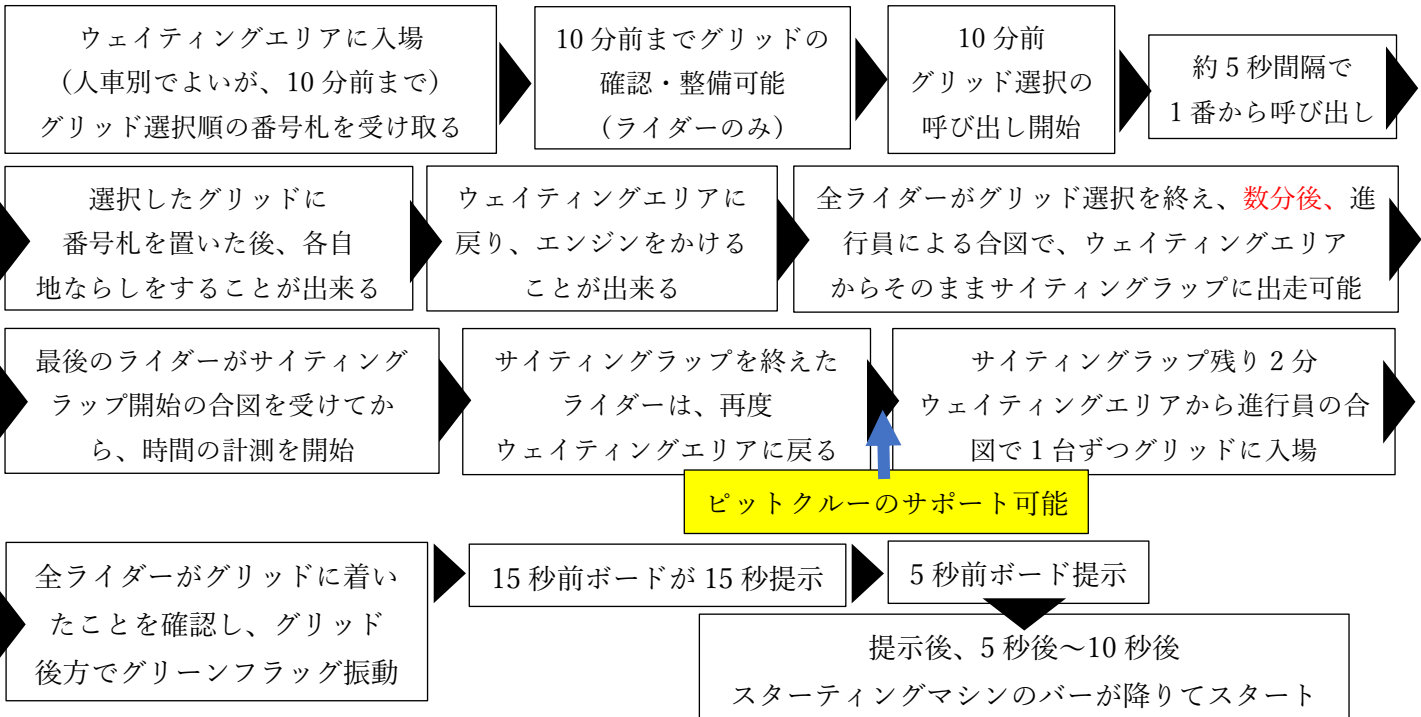 ウェイティングエリアに入場
(人車別でよいが、10 分前まで)
グリッド選択順の番号札を受け取る
10 分前までグリッドの
確認・整備可能
(ライダーのみ)
10 分前
グリッド選択の
呼び出し開始
約 5 秒間隔で
1 番から呼び出し
選択したグリッドに
番号札を置いた後、各自
地ならしをすることが出来る
ウェイティングエリアに
戻り、エンジンをかける
ことが出来る
全ライダーがグリッド選択を終え、数分後、進
行員による合図で、ウェイティングエリア
からそのままサイティングラップに出走可能
最後のライダーがサイティング
ラップ開始の合図を受けてか
ら、時間の計測を開始
サイティングラップを終えた
ライダーは、再度
ウェイティングエリアに戻る
サイティングラップ残り 2 分
ウェイティングエリアから進行員の合
図で 1 台ずつグリッドに入場
ピットクルーのサポート可能
全ライダーがグリッドに着い
たことを確認し、グリッド
後方でグリーンフラッグ振動
15 秒前ボードが 15 秒提示
5 秒前ボード提示
提示後、5 秒後～10 秒後
スターティングマシンのバーが降りてスタート